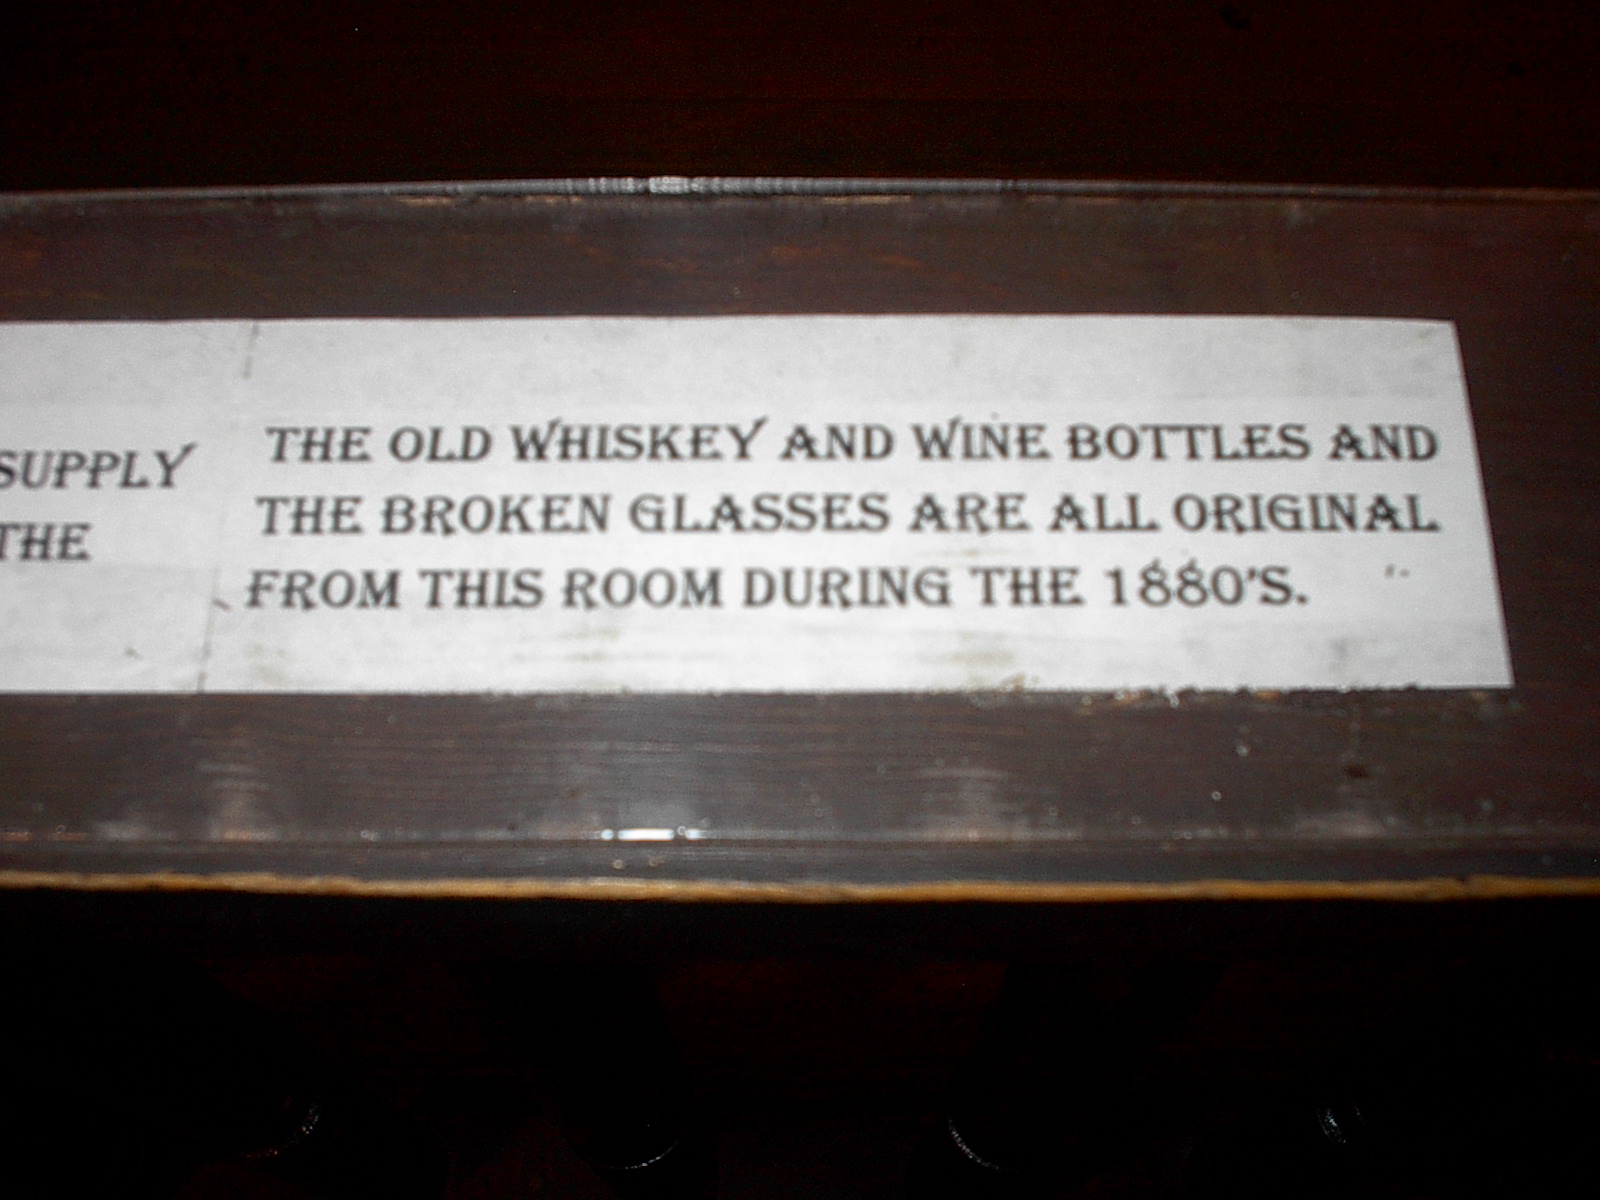 SUPPLY
THE
THE OLD WHISKEY AND WINE BOTTLES AND
THE BROKEN GLASSES ARE ALL ORIGINAL
FROM THIS ROOM DURING THE 1880'S.